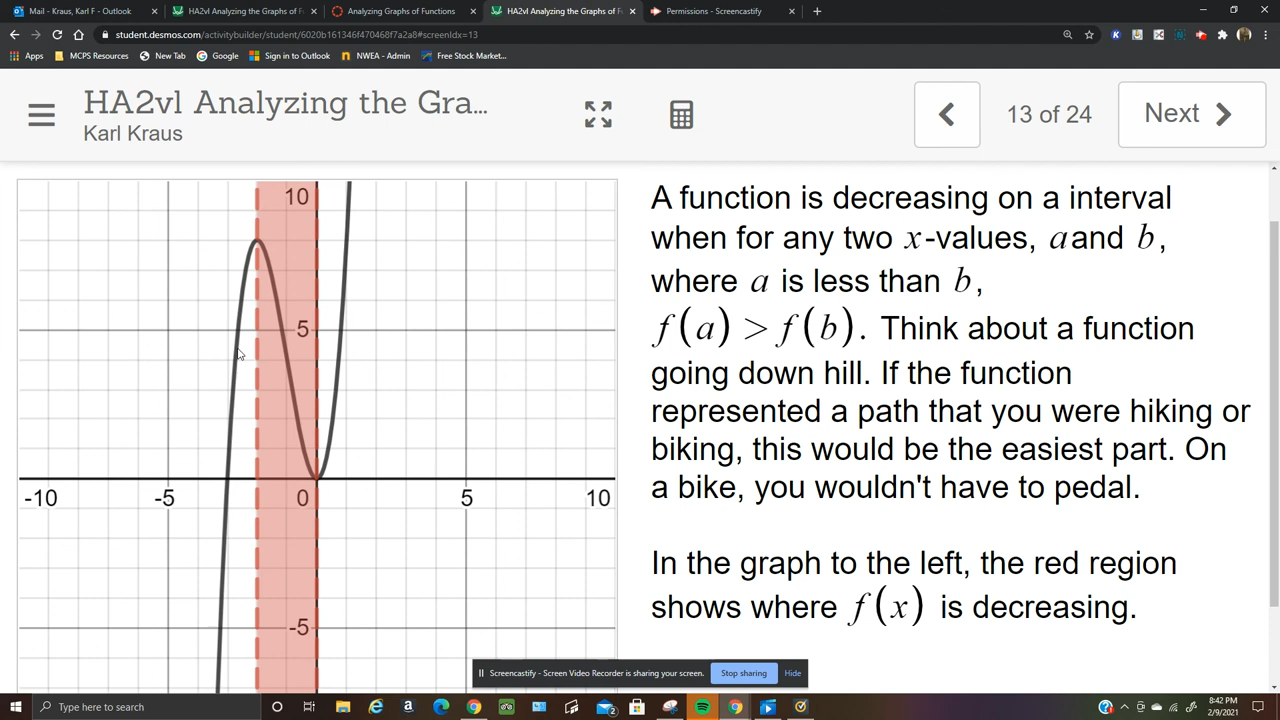 Mail - Kraus, Karl F - Outlook
HA2vl Analyzing the Graphs of F
Analyzing Graphs of Functions
HA2vl Analyzing the Graphs of F
Permissions - Screencastify
student.desmos.com/activitybuilder/student/6020b161346f470468f7a2a8#screenIdx=13
Apps MCPS Resources New Tab Google Sign in to Outlook NWEA - Admin Free Stock Market...
HA2vl Analyzing the Gra...
Karl Kraus
13 of 24
Next
10
5
-10 -5 0 5 10
-5
A function is decreasing on a interval
when for any two x-values, a and b,
where a is less than b,
f(a) > f(b). Think about a function
going down hill. If the function
represented a path that you were hiking or
biking, this would be the easiest part. On
a bike, you wouldn't have to pedal.
In the graph to the left, the red region
shows where f(x) is decreasing.
Screencastify - Screen Video Recorder is sharing your screen. Stop sharing Hide
Type here to search
8:42 PM
2/9/2021